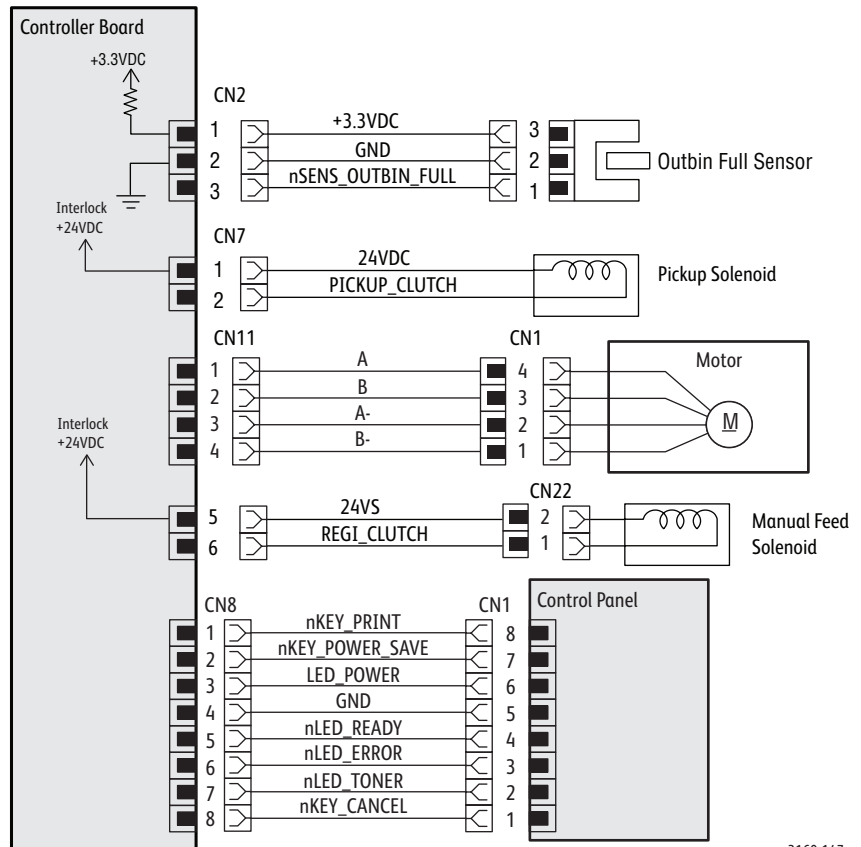 Controller Board
+3.3VDC
CN2
1 +3.3VDC 3
2 GND 2 Outbin Full Sensor
3 nSENS_OUTBIN_FULL 1
Interlock
+24VDC
CN7
1 24VDC
2 PICKUP_CLUTCH
Pickup Solenoid
CN11 CN1
Motor
1 A 4
2 B 3
3 A- 2
4 B- 1
M
Interlock
+24VDC
CN22
5 24VS 2
6 REGI_CLUTCH 1
Manual Feed
Solenoid
CN8 CN1 Control Panel
1 nKEY_PRINT 8
2 nKEY_POWER_SAVE 7
3 LED_POWER 6
4 GND 5
5 nLED_READY 4
6 nLED_ERROR 3
7 nLED_TONER 2
8 nKEY_CANCEL 1